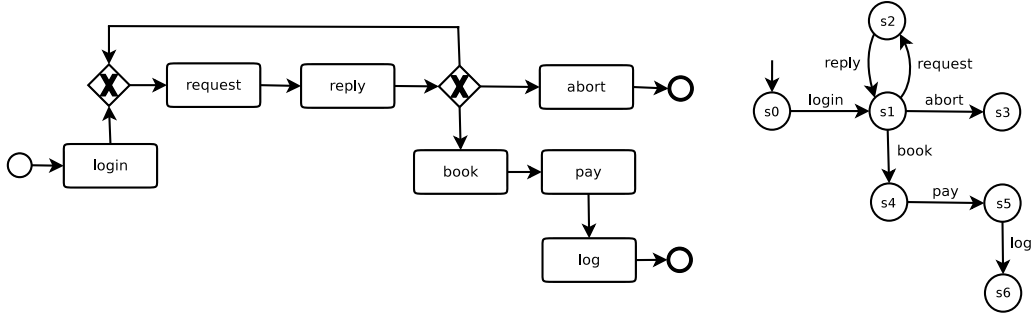 X
request
reply
X
abort
login
book
pay
log
s2
reply
request
s0
login
s1
abort
s3
book
s4
pay
s5
log
s6